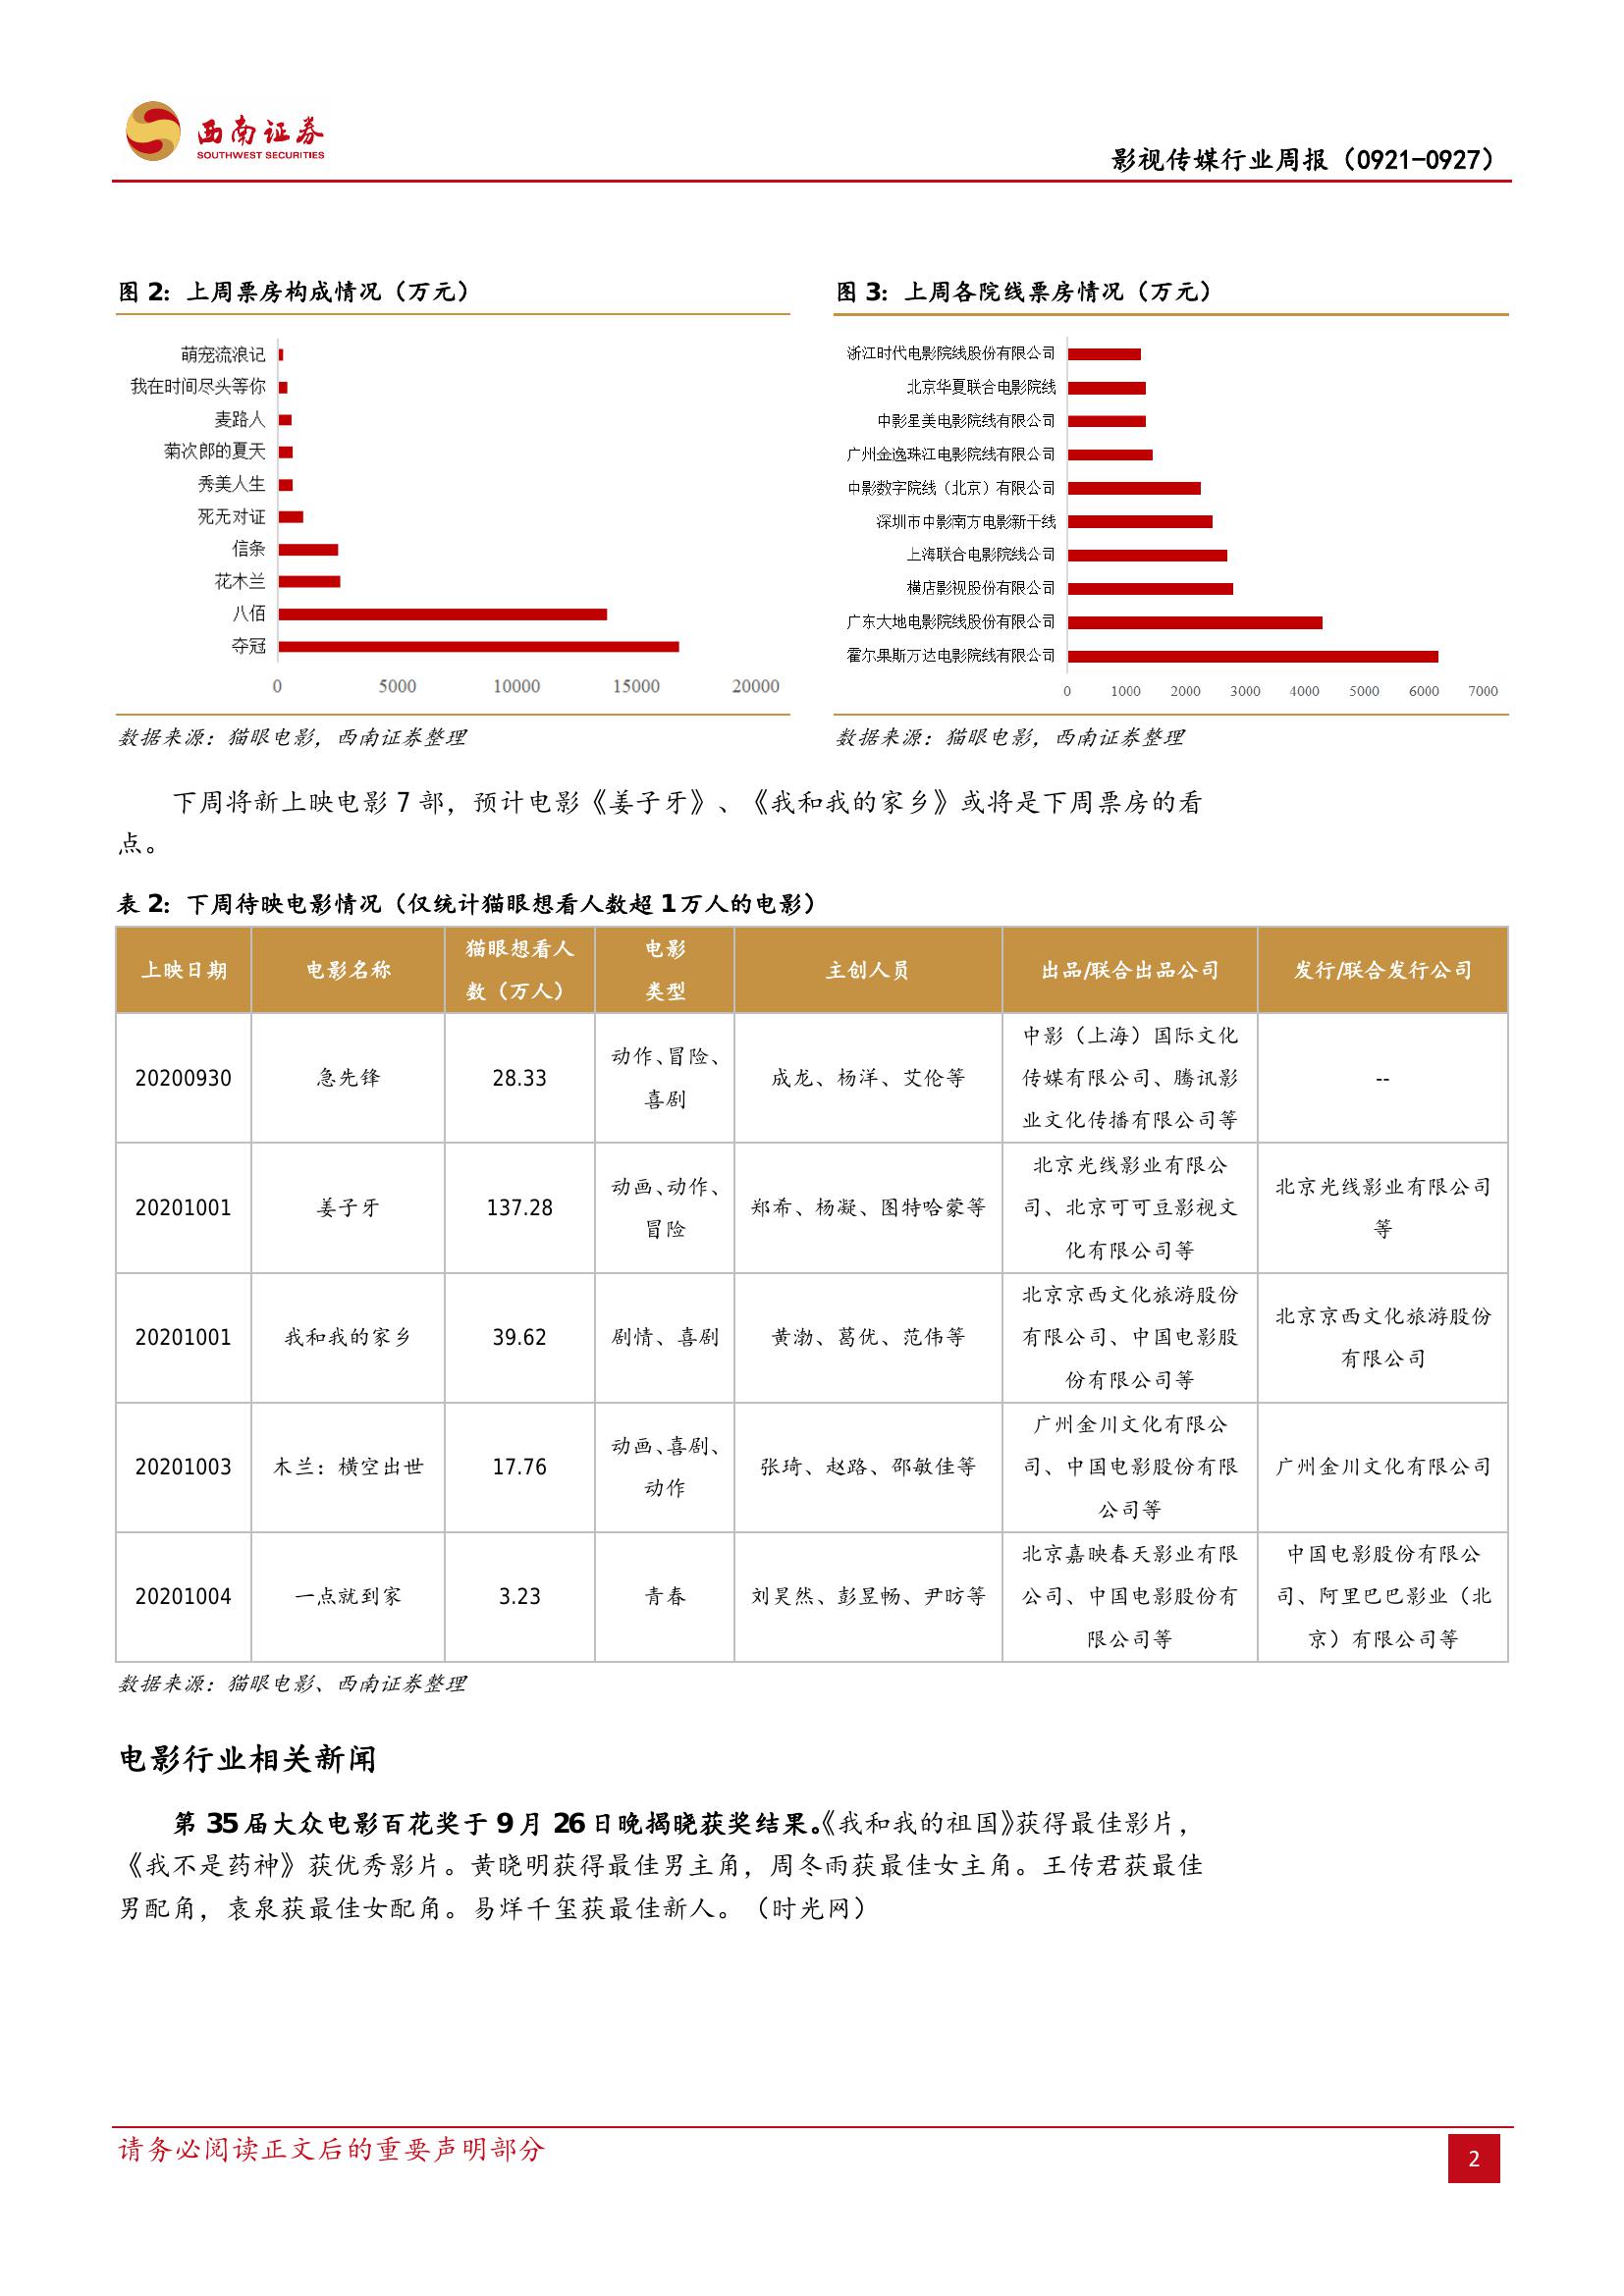 西南证券
SOUTHWEST SECURITIES
影视传媒行业周报（0921-0927）
图 2：上周票房构成情况（万元）
萌宠流浪记
我在时间尽头等你
麦路人
菊次郎的夏天
秀美人生
死无对证
信条
花木兰
八佰
夺冠
0 5000 10000 15000 20000
数据来源：猫眼电影，西南证券整理
图 3：上周各院线票房情况（万元）
浙江时代电影院线股份有限公司
北京华夏联合电影院线
中影星美电影院线有限公司
广州金逸珠江电影院线有限公司
中影数字院线（北京）有限公司
深圳市中影南方电影新干线
上海联合电影院线公司
横店影视股份有限公司
广东大地电影院线股份有限公司
霍尔果斯万达电影院线有限公司
0 1000 2000 3000 4000 5000 6000 7000
数据来源：猫眼电影，西南证券整理
下周将新上映电影 7 部，预计电影《姜子牙》、《我和我的家乡》或将是下周票房的看
点。
表 2：下周待映电影情况（仅统计猫眼想看人数超 1 万人的电影）
上映日期
电影名称
猫眼想看人
数（万人）
电影
类型
主创人员
出品/联合出品公司
发行/联合发行公司
20200930
急先锋
28.33
动作、冒险、
喜剧
成龙、杨洋、艾伦等
中影（上海）国际文化
传媒有限公司、腾讯影
业文化传播有限公司等
--
20201001
姜子牙
137.28
动画、动作、
冒险
郑希、杨凝、图特哈蒙等
北京光线影业有限公
司、北京可可豆影视文
化有限公司等
北京光线影业有限公司
等
20201001
我和我的家乡
39.62
剧情、喜剧
黄渤、葛优、范伟等
北京京西文化旅游股份
有限公司、中国电影股
份有限公司等
北京京西文化旅游股份
有限公司
20201003
木兰：横空出世
17.76
动画、喜剧、
动作
张琦、赵路、邵敏佳等
广州金川文化有限公
司、中国电影股份有限
公司等
广州金川文化有限公司
20201004
一点就到家
3.23
青春
刘昊然、彭昱畅、尹昉等
北京嘉映春天影业有限
公司、中国电影股份有
限公司等
中国电影股份有限公
司、阿里巴巴影业（北
京）有限公司等
数据来源：猫眼电影、西南证券整理
电影行业相关新闻
第 35 届大众电影百花奖于 9 月 26 日晚揭晓获奖结果。《我和我的祖国》获得最佳影片，
《我不是药神》获优秀影片。黄晓明获得最佳男主角，周冬雨获最佳女主角。王传君获最佳
男配角，袁泉获最佳女配角。易烊千玺获最佳新人。（时光网）
请务必阅读正文后的重要声明部分
2